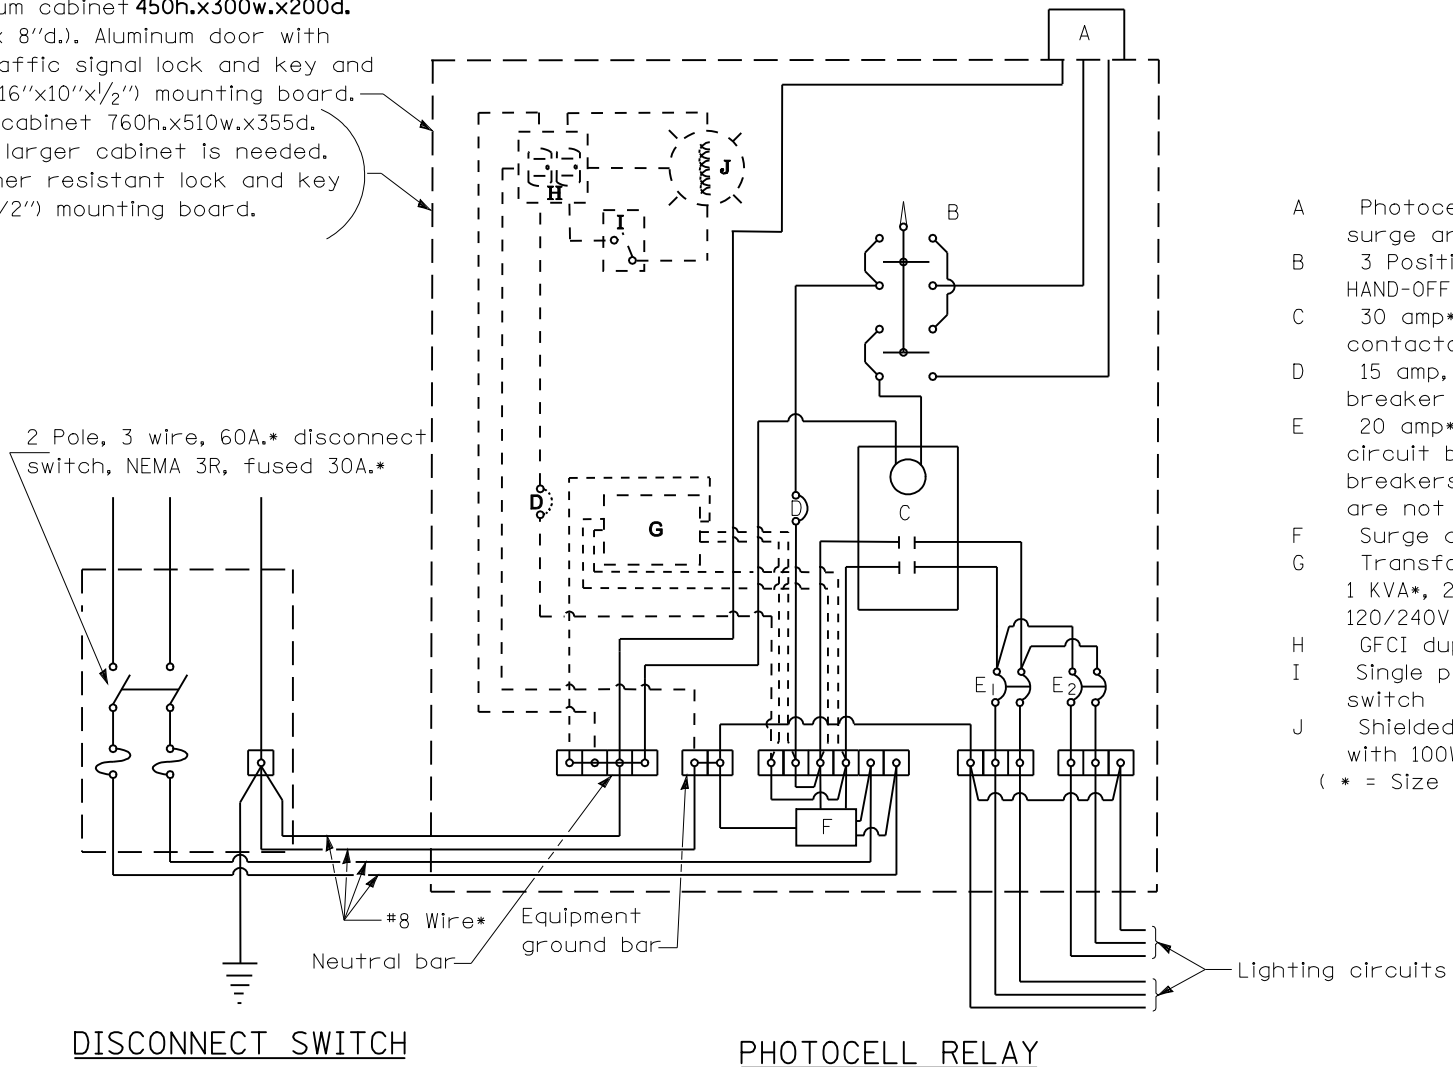 um cabinet 450h.x300w.x200d.
x 8"d.). Aluminum door with
affic signal lock and key and
16"x10"x1/2") mounting board.
cabinet 760h.x510w.x355d.
larger cabinet is needed.
ner resistant lock and key
/2") mounting board.
A
B
H
I
J
D
G
D
C
E1
E2
F
2 Pole, 3 wire, 60A.* disconnect
switch, NEMA 3R, fused 30A.*
#8 Wire*
Neutral bar
Equipment
ground bar
Lighting circuits
DISCONNECT SWITCH
PHOTOCELL RELAY
A Photoce
surge ar
B 3 Positi
HAND-OFF
C 30 amp*
contacto
D 15 amp,
breaker
E 20 amp*
circuit b
breakers
are not
F Surge a
G Transfo
1 KVA*, 2
120/240V
H GFCI dup
I Single p
switch
J Shielded
with 100W
( * = Size